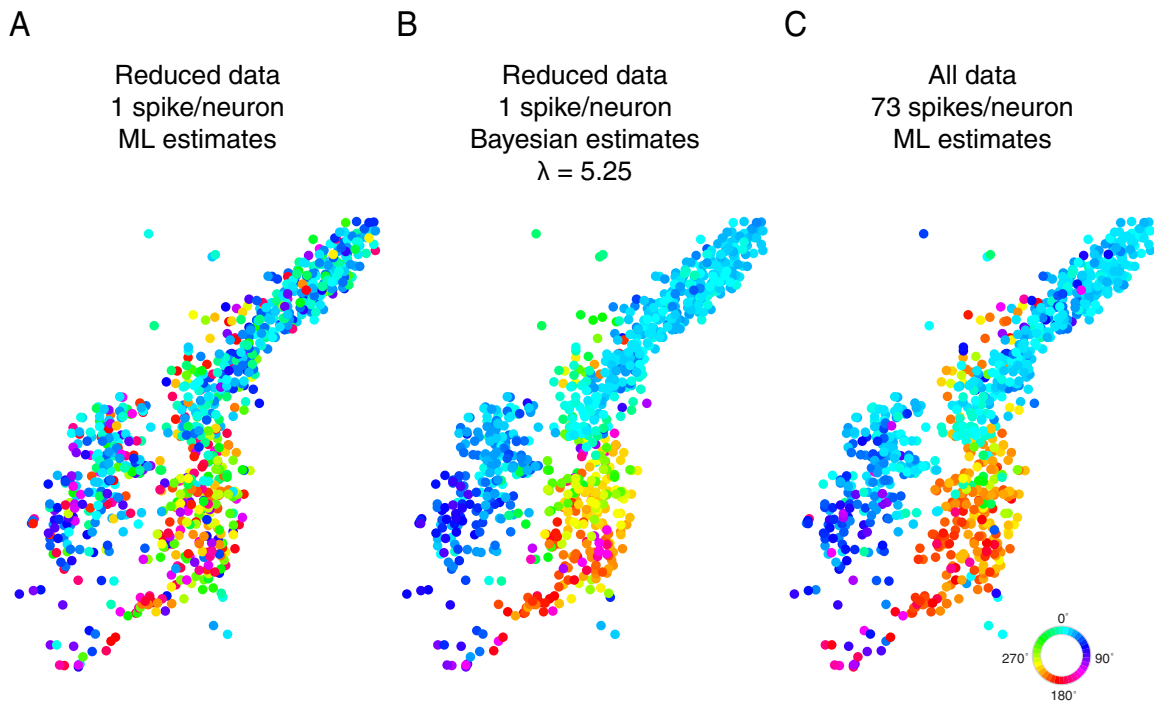 A
B
C
Reduced data
1 spike/neuron
ML estimates
Reduced data
1 spike/neuron
Bayesian estimates
λ = 5.25
All data
73 spikes/neuron
ML estimates
0°
270°
90°
180°